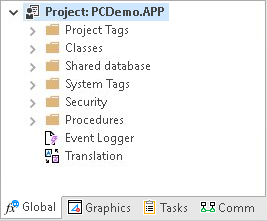 Project: PCDemo.APP
Project Tags
Classes
Shared database
System Tags
Security
Procedures
Event Logger
Translation
fx Global Graphics Tasks Comm